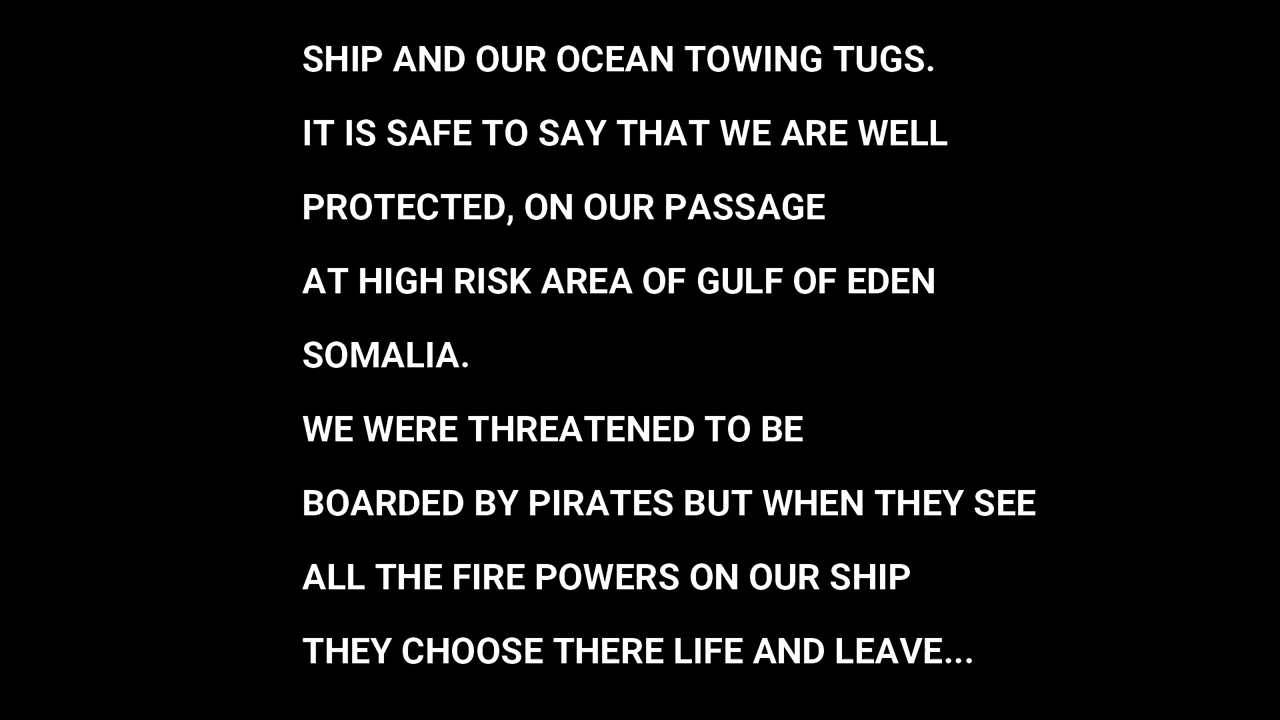 SHIP AND OUR OCEAN TOWING TUGS.
IT IS SAFE TO SAY THAT WE ARE WELL
PROTECTED, ON OUR PASSAGE
AT HIGH RISK AREA OF GULF OF EDEN
SOMALIA.
WE WERE THREATENED TO BE
BOARDED BY PIRATES BUT WHEN THEY SEE
ALL THE FIRE POWERS ON OUR SHIP
THEY CHOOSE THERE LIFE AND LEAVE...